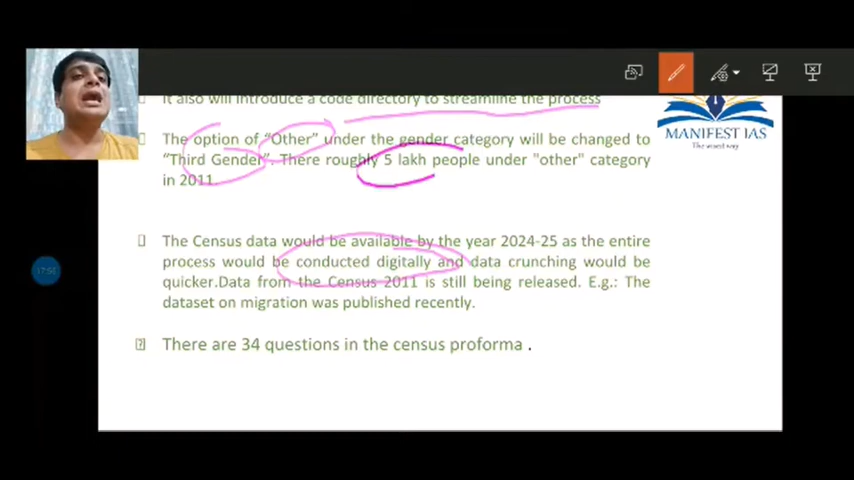 It also will introduce a code directory to streamline the process
The option of "Other" under the gender category will be changed to
"Third Gender". There roughly 5 lakh people under "other" category
in 2011.
MANIFEST IAS
The Census data would be available by the year 2024-25 as the entire
process would be conducted digitally and data crunching would be
quicker.Data from the Census 2011 is still being released. E.g.: The
dataset on migration was published recently.
There are 34 questions in the census proforma .